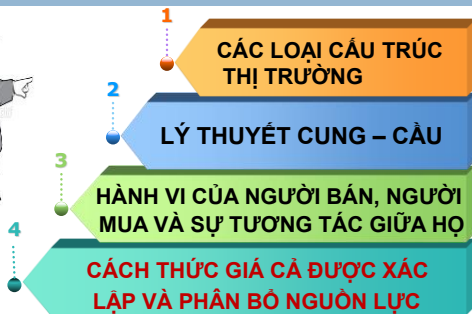 1
CÁC LOẠI CẤU TRÚC
THỊ TRƯỜNG
2
LÝ THUYẾT CUNG – CẦU
3
HÀNH VI CỦA NGƯỜI BÁN, NGƯỜI
MUA VÀ SỰ TƯƠNG TÁC GIỮA HỌ
4
CÁCH THỨC GIÁ CẢ ĐƯỢC XÁC
LẬP VÀ PHÂN BỔ NGUỒN LỰC